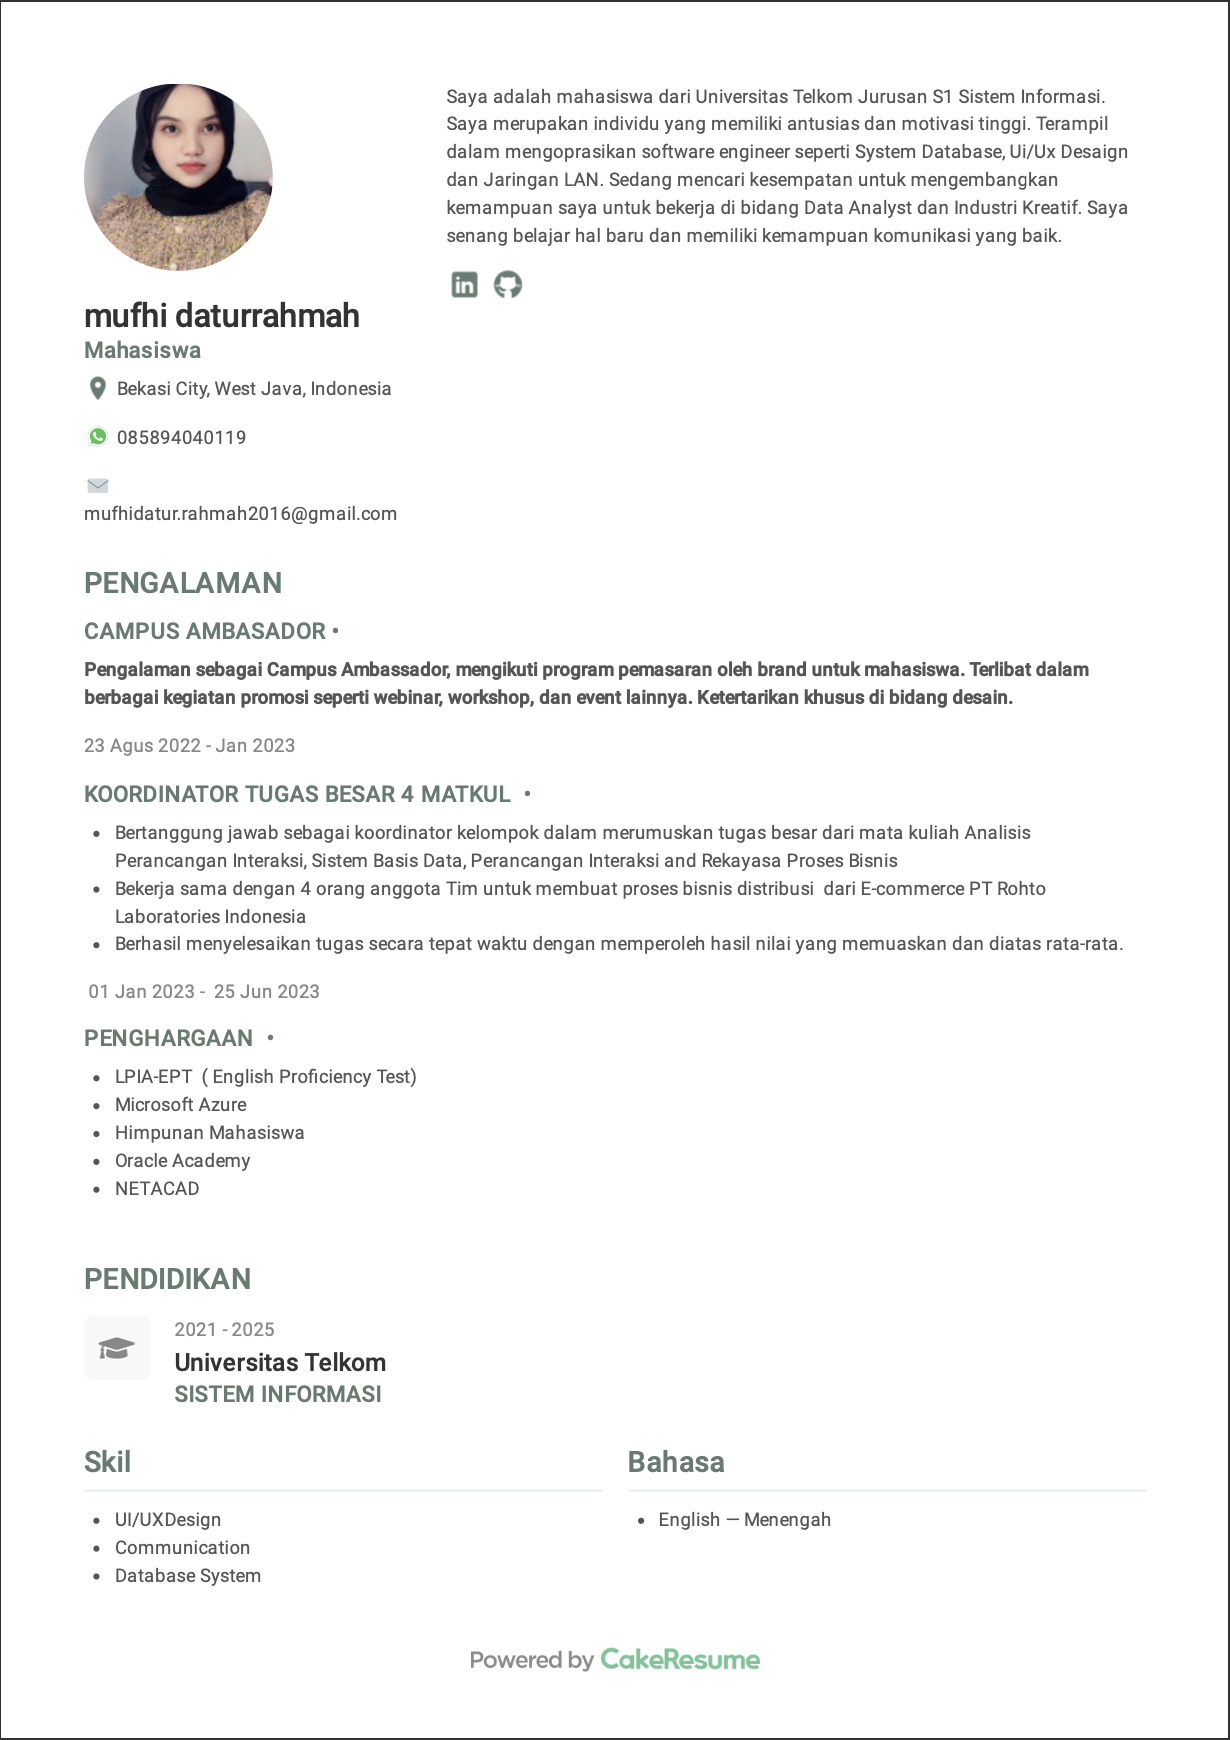 mufhi daturrahmah
Mahasiswa
Bekasi City, West Java, Indonesia
085894040119
mufhidatur.rahmah2016@gmail.com
Saya adalah mahasiswa dari Universitas Telkom Jurusan S1 Sistem Informasi.
Saya merupakan individu yang memiliki antusias dan motivasi tinggi. Terampil
dalam mengoprasikan software engineer seperti System Database, Ui/Ux Desaign
dan Jaringan LAN. Sedang mencari kesempatan untuk mengembangkan
kemampuan saya untuk bekerja di bidang Data Analyst dan Industri Kreatif. Saya
senang belajar hal baru dan memiliki kemampuan komunikasi yang baik.
in
PENGALAMAN
CAMPUS AMBASADOR •
Pengalaman sebagai Campus Ambassador, mengikuti program pemasaran oleh brand untuk mahasiswa. Terlibat dalam
berbagai kegiatan promosi seperti webinar, workshop, dan event lainnya. Ketertarikan khusus di bidang desain.
23 Agus 2022 - Jan 2023
KOORDINATOR TUGAS BESAR 4 MATKUL •
• Bertanggung jawab sebagai koordinator kelompok dalam merumuskan tugas besar dari mata kuliah Analisis
Perancangan Interaksi, Sistem Basis Data, Perancangan Interaksi and Rekayasa Proses Bisnis
• Bekerja sama dengan 4 orang anggota Tim untuk membuat proses bisnis distribusi dari E-commerce PT Rohto
Laboratories Indonesia
• Berhasil menyelesaikan tugas secara tepat waktu dengan memperoleh hasil nilai yang memuaskan dan diatas rata-rata.
01 Jan 2023 - 25 Jun 2023
PENGHARGAAN •
• LPIA-EPT ( English Proficiency Test)
• Microsoft Azure
• Himpunan Mahasiswa
• Oracle Academy
• NETACAD
PENDIDIKAN
2021 - 2025
Universitas Telkom
SISTEM INFORMASI
Skil
• UI/UXDesign
• Communication
• Database System
Bahasa
• English — Menengah
Powered by CakeResume